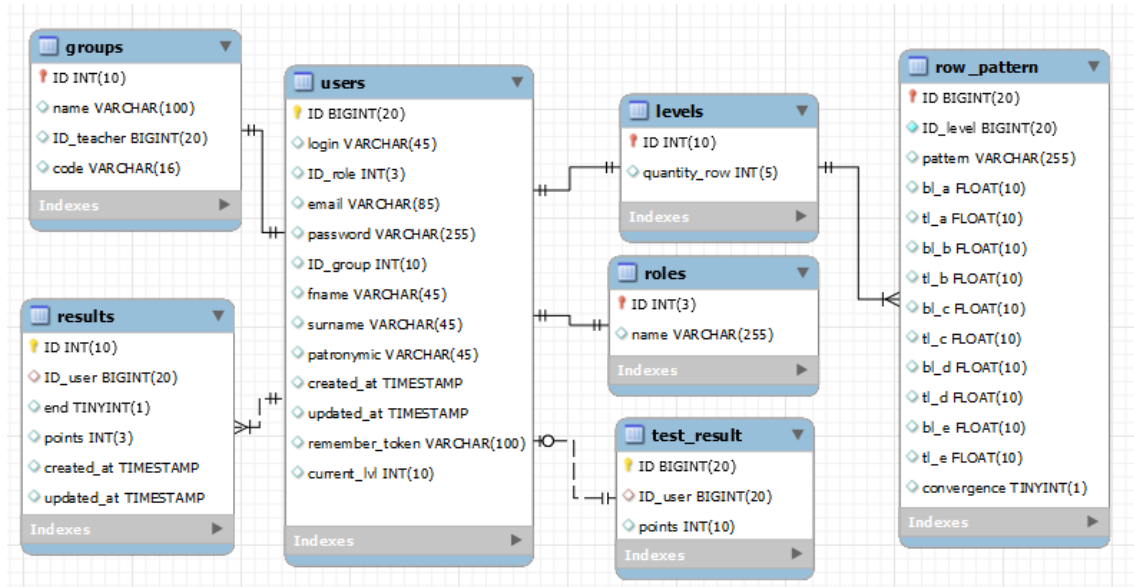 groups
ID INT(10)
name VARCHAR(100)
ID_teacher BIGINT(20)
code VARCHAR(16)
Indexes
users
ID BIGINT(20)
login VARCHAR(45)
ID_role INT(3)
email VARCHAR(85)
password VARCHAR(255)
ID_group INT(10)
fname VARCHAR(45)
surname VARCHAR(45)
patronymic VARCHAR(45)
created_at TIMESTAMP
updated_at TIMESTAMP
remember_token VARCHAR(100)
current_lvl INT(10)
Indexes
levels
ID INT(10)
quantity_row INT(5)
Indexes
row_pattern
ID BIGINT(20)
ID_level BIGINT(20)
pattern VARCHAR(255)
bl_a FLOAT(10)
tl_a FLOAT(10)
bl_b FLOAT(10)
tl_b FLOAT(10)
bl_c FLOAT(10)
tl_c FLOAT(10)
bl_d FLOAT(10)
tl_d FLOAT(10)
bl_e FLOAT(10)
tl_e FLOAT(10)
convergence TINYINT(1)
Indexes
roles
ID INT(3)
name VARCHAR(255)
Indexes
results
ID INT(10)
ID_user BIGINT(20)
end TINYINT(1)
points INT(3)
created_at TIMESTAMP
updated_at TIMESTAMP
Indexes
test_result
ID BIGINT(20)
ID_user BIGINT(20)
points INT(10)
Indexes